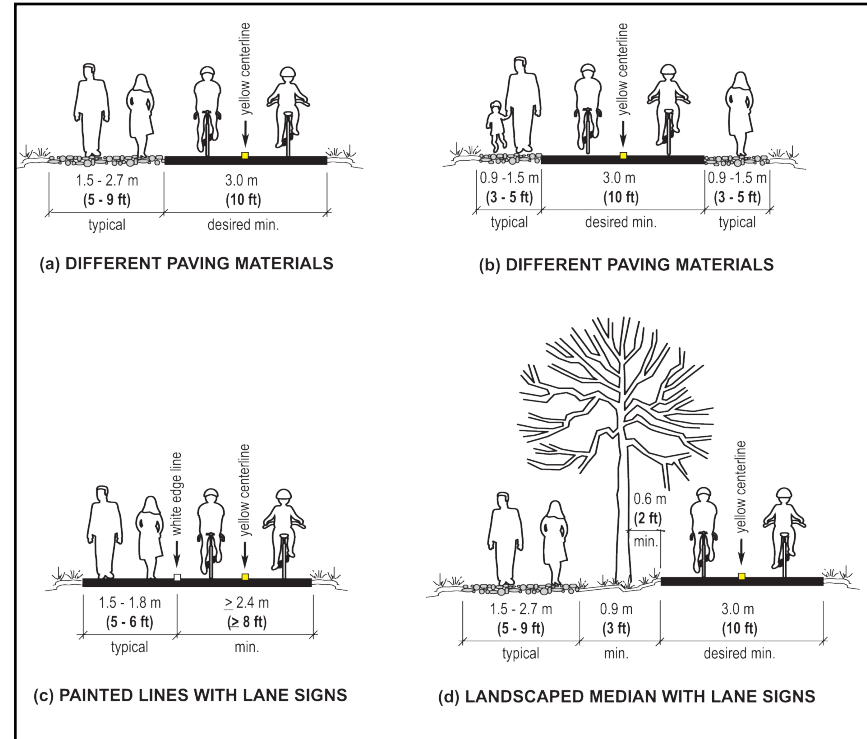 yellow centerline
1.5 - 2.7 m
(5 - 9 ft)
typical
3.0 m
(10 ft)
desired min.
(a) DIFFERENT PAVING MATERIALS
yellow centerline
0.9 -1.5 m
(3 - 5 ft)
typical
3.0 m
(10 ft)
desired min.
0.9 -1.5 m
(3 - 5 ft)
typical
(b) DIFFERENT PAVING MATERIALS
white edge line
yellow centerline
1.5 - 1.8 m
(5 - 6 ft)
typical
≥ 2.4 m
(≥ 8 ft)
min.
(c) PAINTED LINES WITH LANE SIGNS
0.6 m
(2 ft)
min.
yellow centerline
1.5 - 2.7 m
(5 - 9 ft)
typical
0.9 m
(3 ft)
min.
3.0 m
(10 ft)
desired min.
(d) LANDSCAPED MEDIAN WITH LANE SIGNS